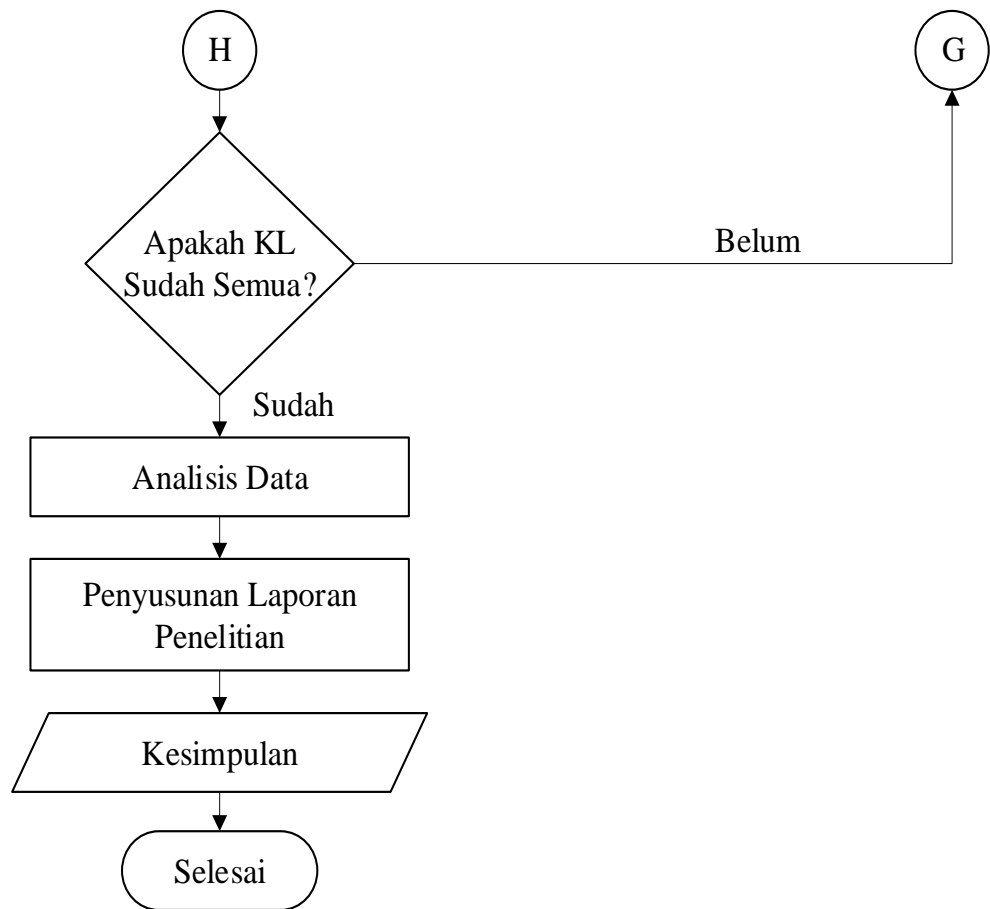 H
G
Apakah KL
Sudah Semua?
Belum
Sudah
Analisis Data
Penyusunan Laporan
Penelitian
Kesimpulan
Selesai